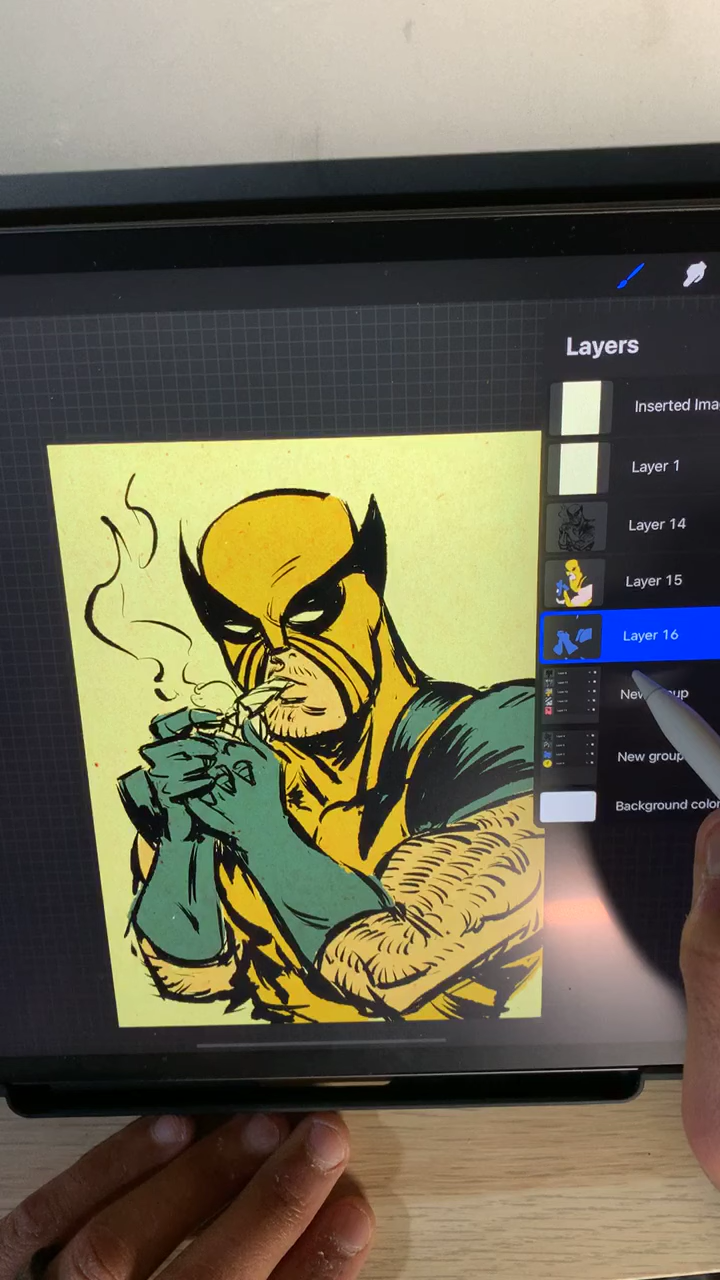 Layers
Inserted Ima
Layer 1
Layer 14
Layer 15
Layer 16
New group
Background color